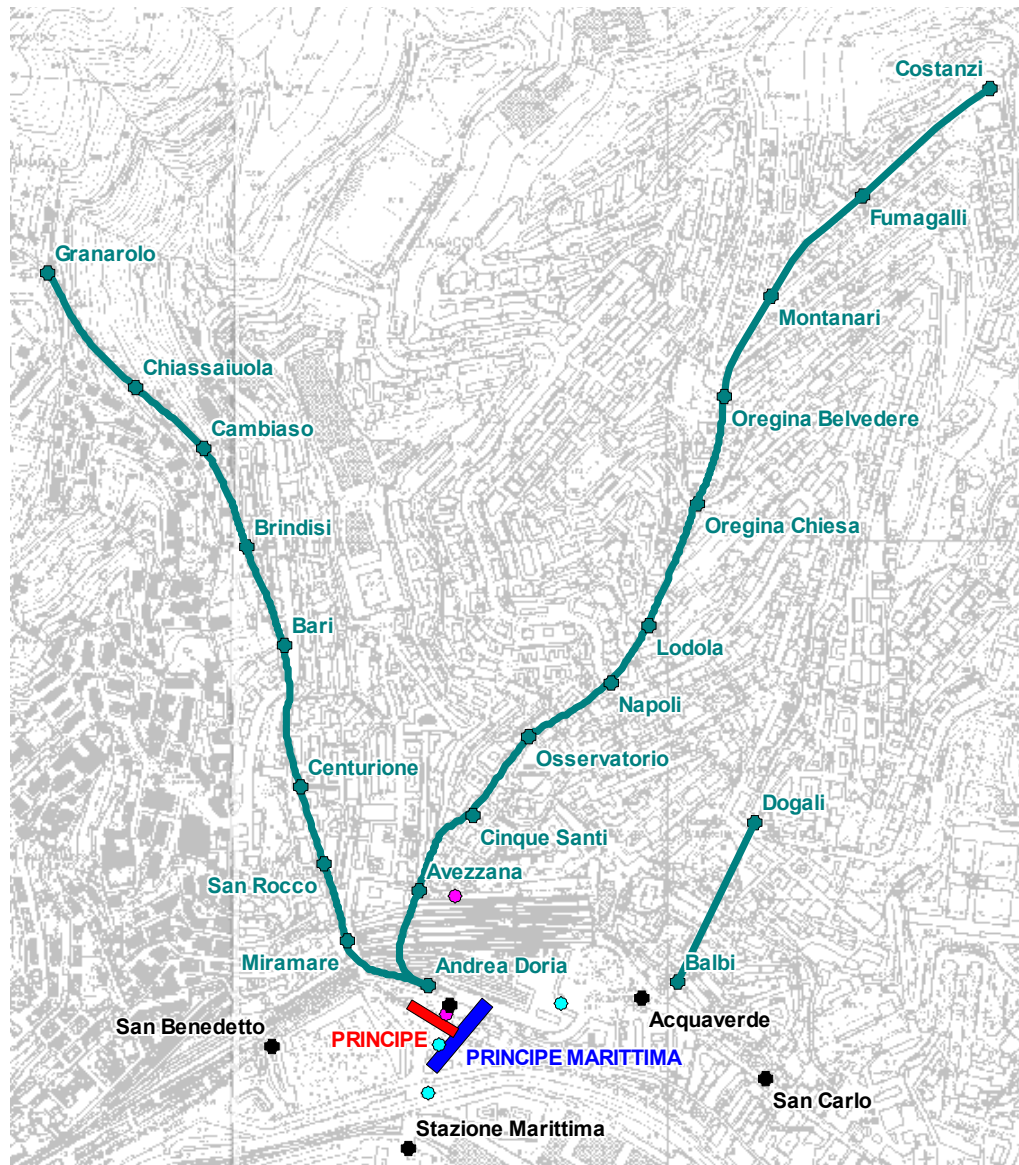 Costanzi
Fumagalli
Granarolo
Montanari
Chiassaiuola
Oregina Belvedere
Cambiaso
Oregina Chiesa
Brindisi
Bari
Lodola
Napoli
Osservatorio
Centurione
Dogali
Cinque Santi
Avezzana
San Rocco
Miramare
Andrea Doria
Balbi
San Benedetto
Acquaverde
PRINCIPE
PRINCIPE MARITTIMA
San Carlo
Stazione Marittima